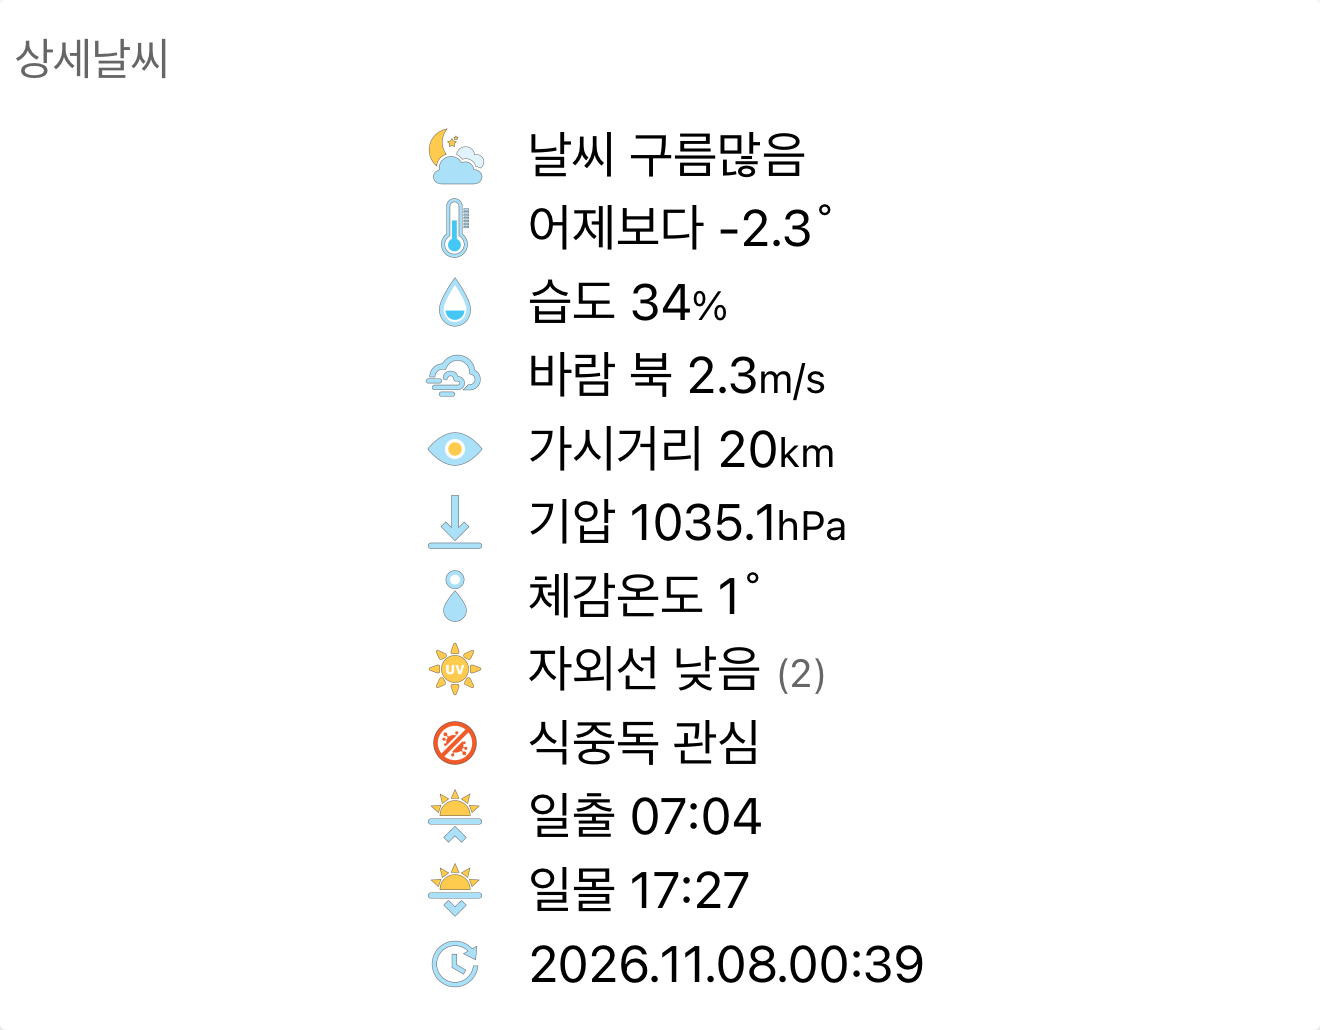 상세날씨
날씨 구름많음
어제보다 -2.3˚
습도 34%
바람 북 2.3m/s
가시거리 20km
기압 1035.1hPa
체감온도 1˚
UV 자외선 낮음 (2)
식중독 관심
일출 07:04
일몰 17:27
2026.11.08.00:39